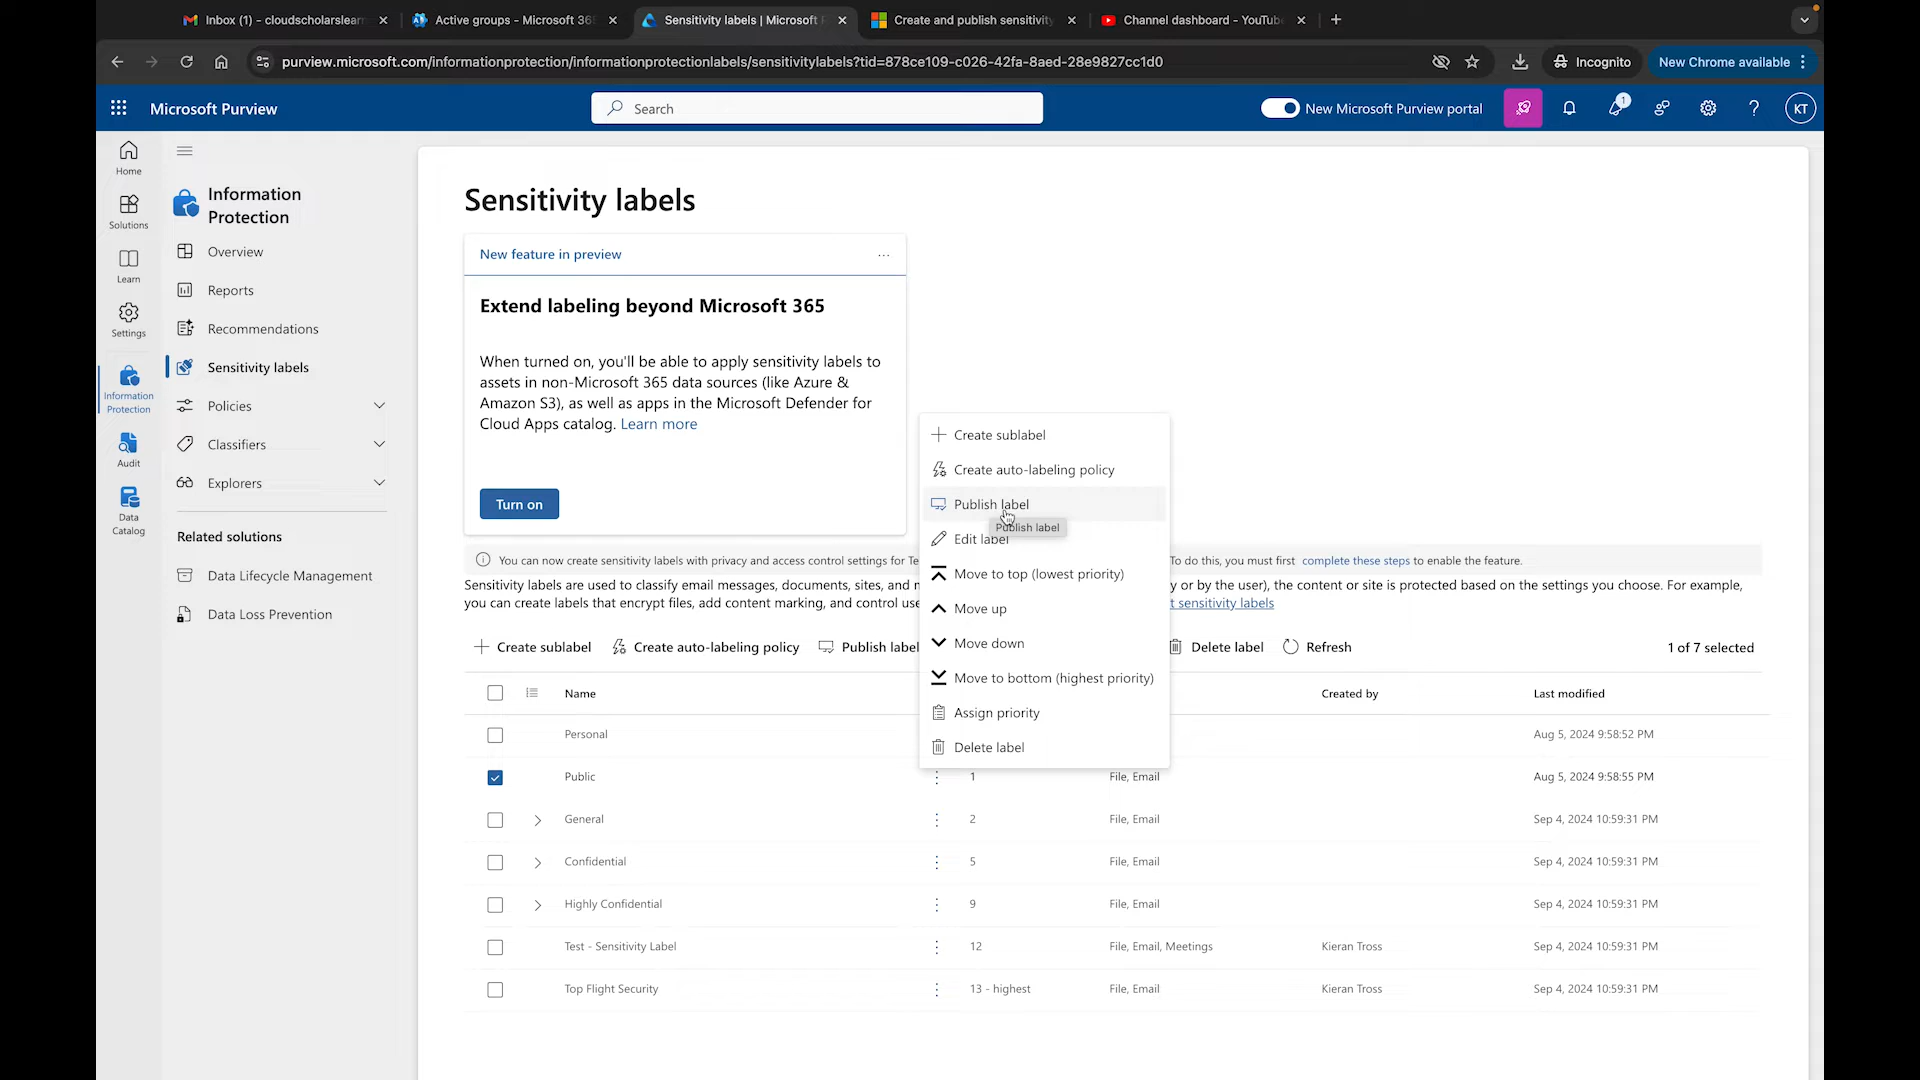 Inbox (1) - cloudscholarslearn
Active groups - Microsoft 365
Sensitivity labels | Microsoft P
Create and publish sensitivity
Channel dashboard - YouTube
purview.microsoft.com/informationprotection/informationprotectionlabels/sensitivitylabels?tid=878ce109-c026-42fa-8aed-28e9827cc1d0
Incognito
New Chrome available
Microsoft Purview
Search
New Microsoft Purview portal
1
KT
Home
Solutions
Learn
Settings
Information Protection
Audit
Data Catalog
Information
Protection
Overview
Reports
Recommendations
Sensitivity labels
Policies
Classifiers
Explorers
Related solutions
Data Lifecycle Management
Data Loss Prevention
Sensitivity labels
New feature in preview
Extend labeling beyond Microsoft 365
When turned on, you'll be able to apply sensitivity labels to
assets in non-Microsoft 365 data sources (like Azure &
Amazon S3), as well as apps in the Microsoft Defender for
Cloud Apps catalog. Learn more
Turn on
Create sublabel
Create auto-labeling policy
Publish label
Publish label
Edit label
Move to top (lowest priority)
Move up
Move down
Move to bottom (highest priority)
Assign priority
Delete label
You can now create sensitivity labels with privacy and access control settings for Te To do this, you must first complete these steps to enable the feature.
Sensitivity labels are used to classify email messages, documents, sites, and m y or by the user), the content or site is protected based on the settings you choose. For example,
you can create labels that encrypt files, add content marking, and control use t sensitivity labels
Create sublabel Create auto-labeling policy Publish label Delete label Refresh 1 of 7 selected
Name Created by Last modified
Personal Aug 5, 2024 9:58:52 PM
Public 1 File, Email Aug 5, 2024 9:58:55 PM
General 2 File, Email Sep 4, 2024 10:59:31 PM
Confidential 5 File, Email Sep 4, 2024 10:59:31 PM
Highly Confidential 9 File, Email Sep 4, 2024 10:59:31 PM
Test - Sensitivity Label 12 File, Email, Meetings Kieran Tross Sep 4, 2024 10:59:31 PM
Top Flight Security 13 - highest File, Email Kieran Tross Sep 4, 2024 10:59:31 PM